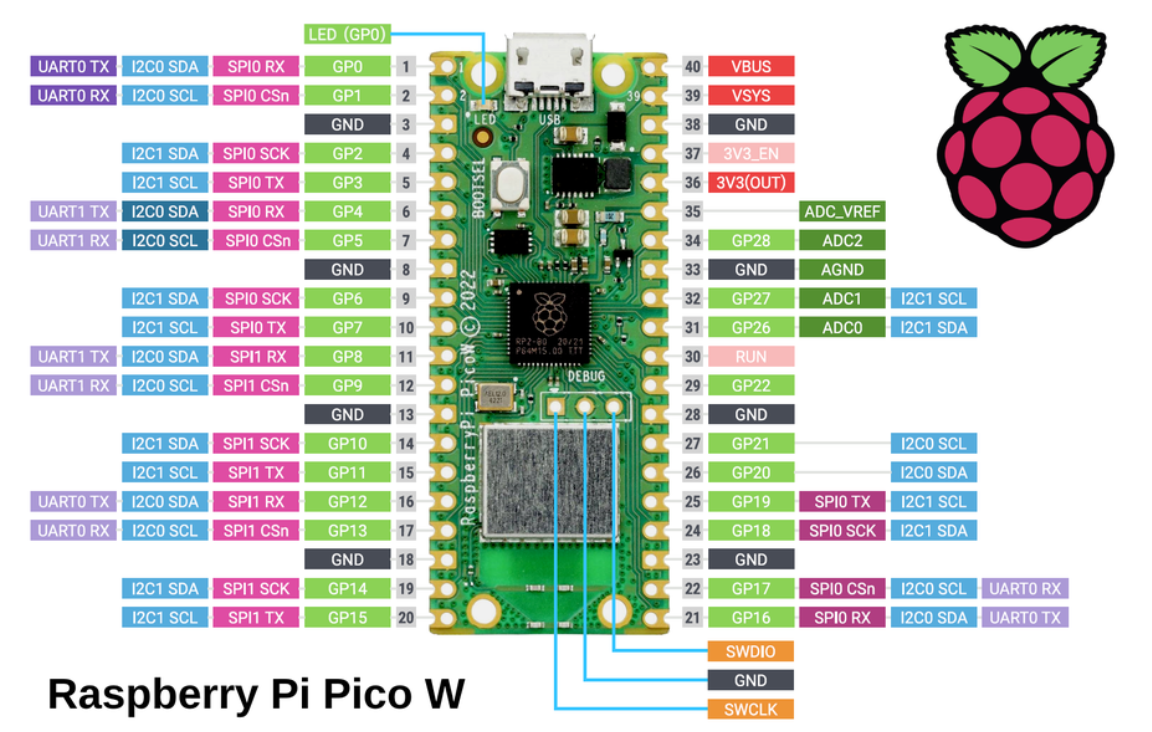 LED (GP0)
UART0 TX I2C0 SDA SPI0 RX GP0 1 40 VBUS
UART0 RX I2C0 SCL SPI0 CSn GP1 2 39 VSYS
GND 3 38 GND
I2C1 SDA SPI0 SCK GP2 4 37 3V3_EN
I2C1 SCL SPI0 TX GP3 5 36 3V3(OUT)
UART1 TX I2C0 SDA SPI0 RX GP4 6 35 ADC_VREF
UART1 RX I2C0 SCL SPI0 CSn GP5 7 34 GP28 ADC2
GND 8 33 GND AGND
I2C1 SDA SPI0 SCK GP6 9 32 GP27 ADC1 I2C1 SCL
I2C1 SCL SPI0 TX GP7 10 31 GP26 ADC0 I2C1 SDA
UART1 TX I2C0 SDA SPI1 RX GP8 11 30 RUN
UART1 RX I2C0 SCL SPI1 CSn GP9 12 29 GP22
GND 13 28 GND
I2C1 SDA SPI1 SCK GP10 14 27 GP21 I2C0 SCL
I2C1 SCL SPI1 TX GP11 15 26 GP20 I2C0 SDA
UART0 TX I2C0 SDA SPI1 RX GP12 16 25 GP19 SPI0 TX I2C1 SCL
UART0 RX I2C0 SCL SPI1 CSn GP13 17 24 GP18 SPI0 SCK I2C1 SDA
GND 18 23 GND
I2C1 SDA SPI1 SCK GP14 19 22 GP17 SPI0 CSn I2C0 SCL UART0 RX
I2C1 SCL SPI1 TX GP15 20 21 GP16 SPI0 RX I2C0 SDA UART0 TX
1
2 39
LED USB
BOOTSEL
RP2-B0 20/21
P64M15.00 TTT
DEBUG
Raspberry Pi Pico W © 2022
SWDIO
GND
SWCLK
Raspberry Pi Pico W